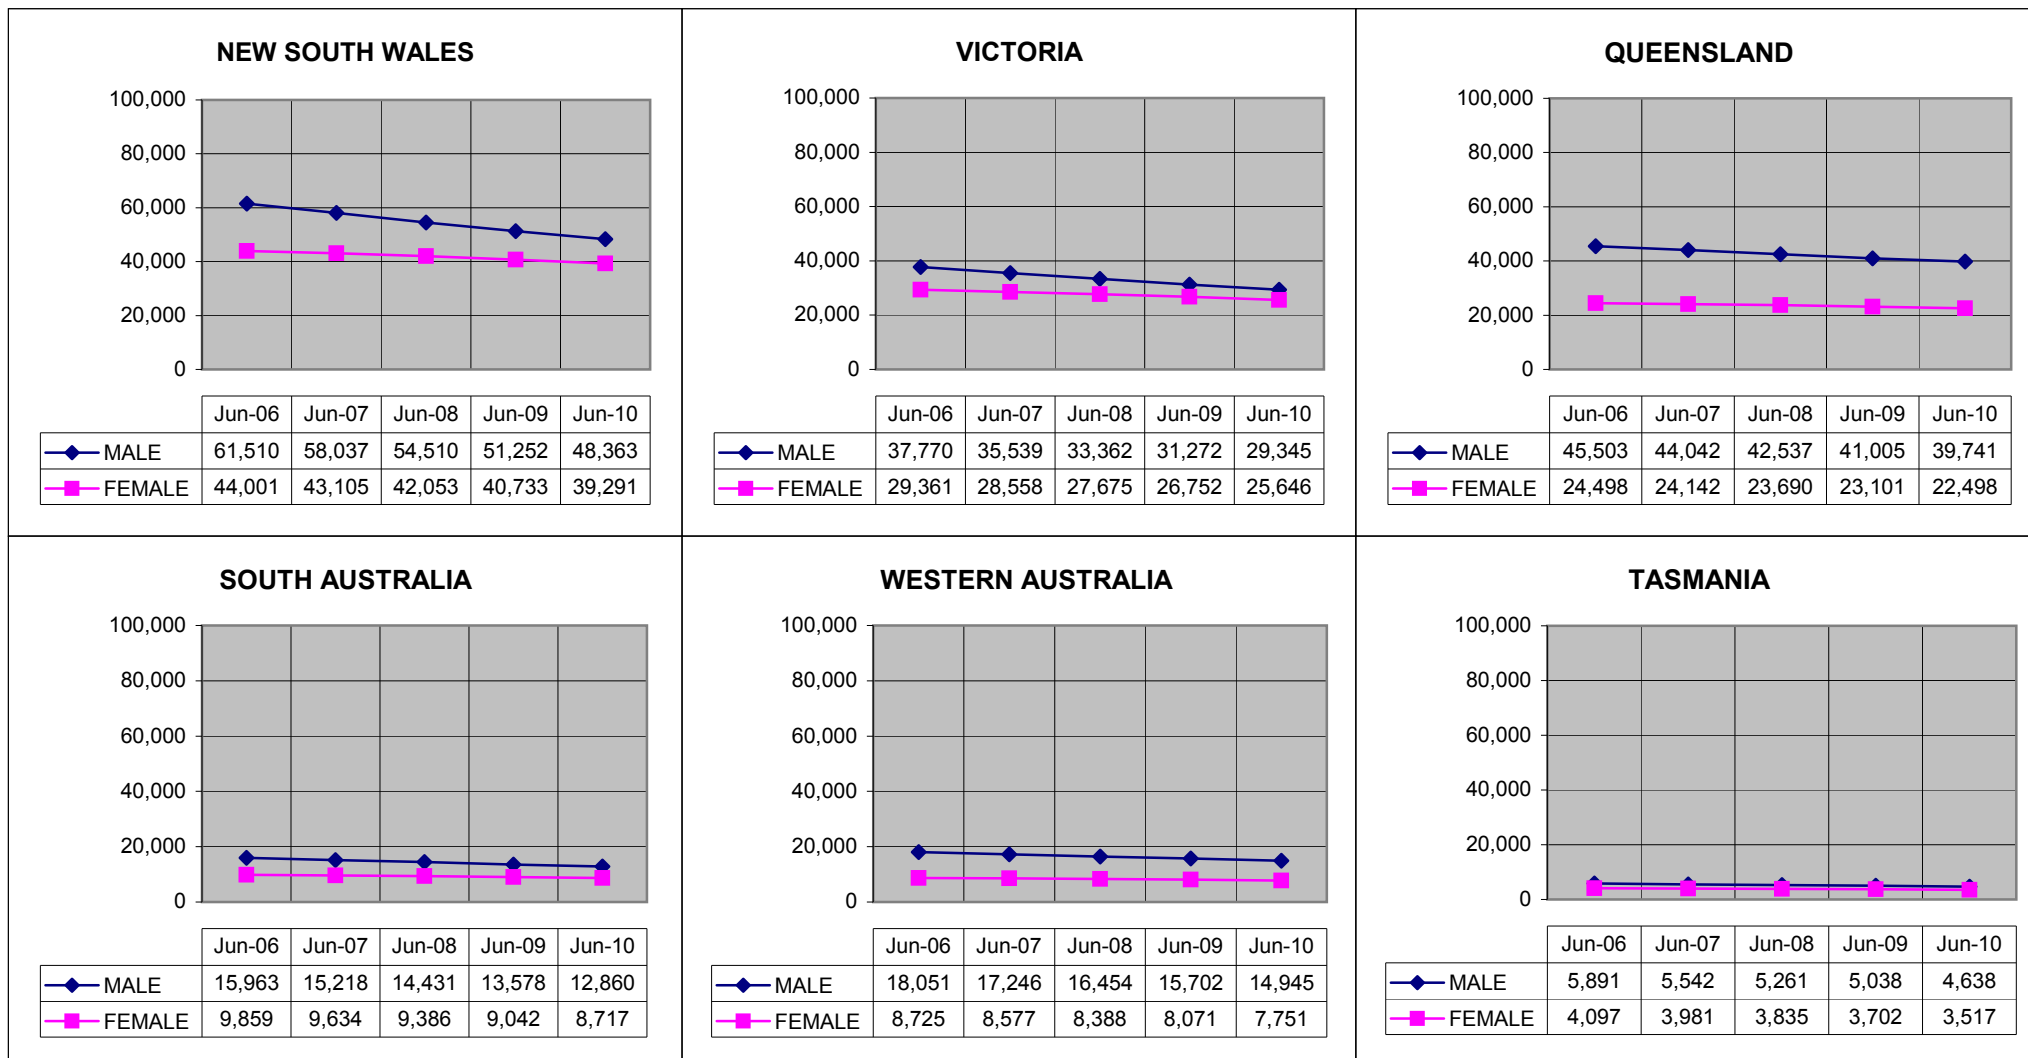 NEW SOUTH WALES
100,000
80,000
60,000
40,000
20,000
0
Jun-06 Jun-07 Jun-08 Jun-09 Jun-10
MALE 61,510 58,037 54,510 51,252 48,363
FEMALE 44,001 43,105 42,053 40,733 39,291
VICTORIA
100,000
80,000
60,000
40,000
20,000
0
Jun-06 Jun-07 Jun-08 Jun-09 Jun-10
MALE 37,770 35,539 33,362 31,272 29,345
FEMALE 29,361 28,558 27,675 26,752 25,646
QUEENSLAND
100,000
80,000
60,000
40,000
20,000
0
Jun-06 Jun-07 Jun-08 Jun-09 Jun-10
MALE 45,503 44,042 42,537 41,005 39,741
FEMALE 24,498 24,142 23,690 23,101 22,498
SOUTH AUSTRALIA
100,000
80,000
60,000
40,000
20,000
0
Jun-06 Jun-07 Jun-08 Jun-09 Jun-10
MALE 15,963 15,218 14,431 13,578 12,860
FEMALE 9,859 9,634 9,386 9,042 8,717
WESTERN AUSTRALIA
100,000
80,000
60,000
40,000
20,000
0
Jun-06 Jun-07 Jun-08 Jun-09 Jun-10
MALE 18,051 17,246 16,454 15,702 14,945
FEMALE 8,725 8,577 8,388 8,071 7,751
TASMANIA
100,000
80,000
60,000
40,000
20,000
0
Jun-06 Jun-07 Jun-08 Jun-09 Jun-10
MALE 5,891 5,542 5,261 5,038 4,638
FEMALE 4,097 3,981 3,835 3,702 3,517